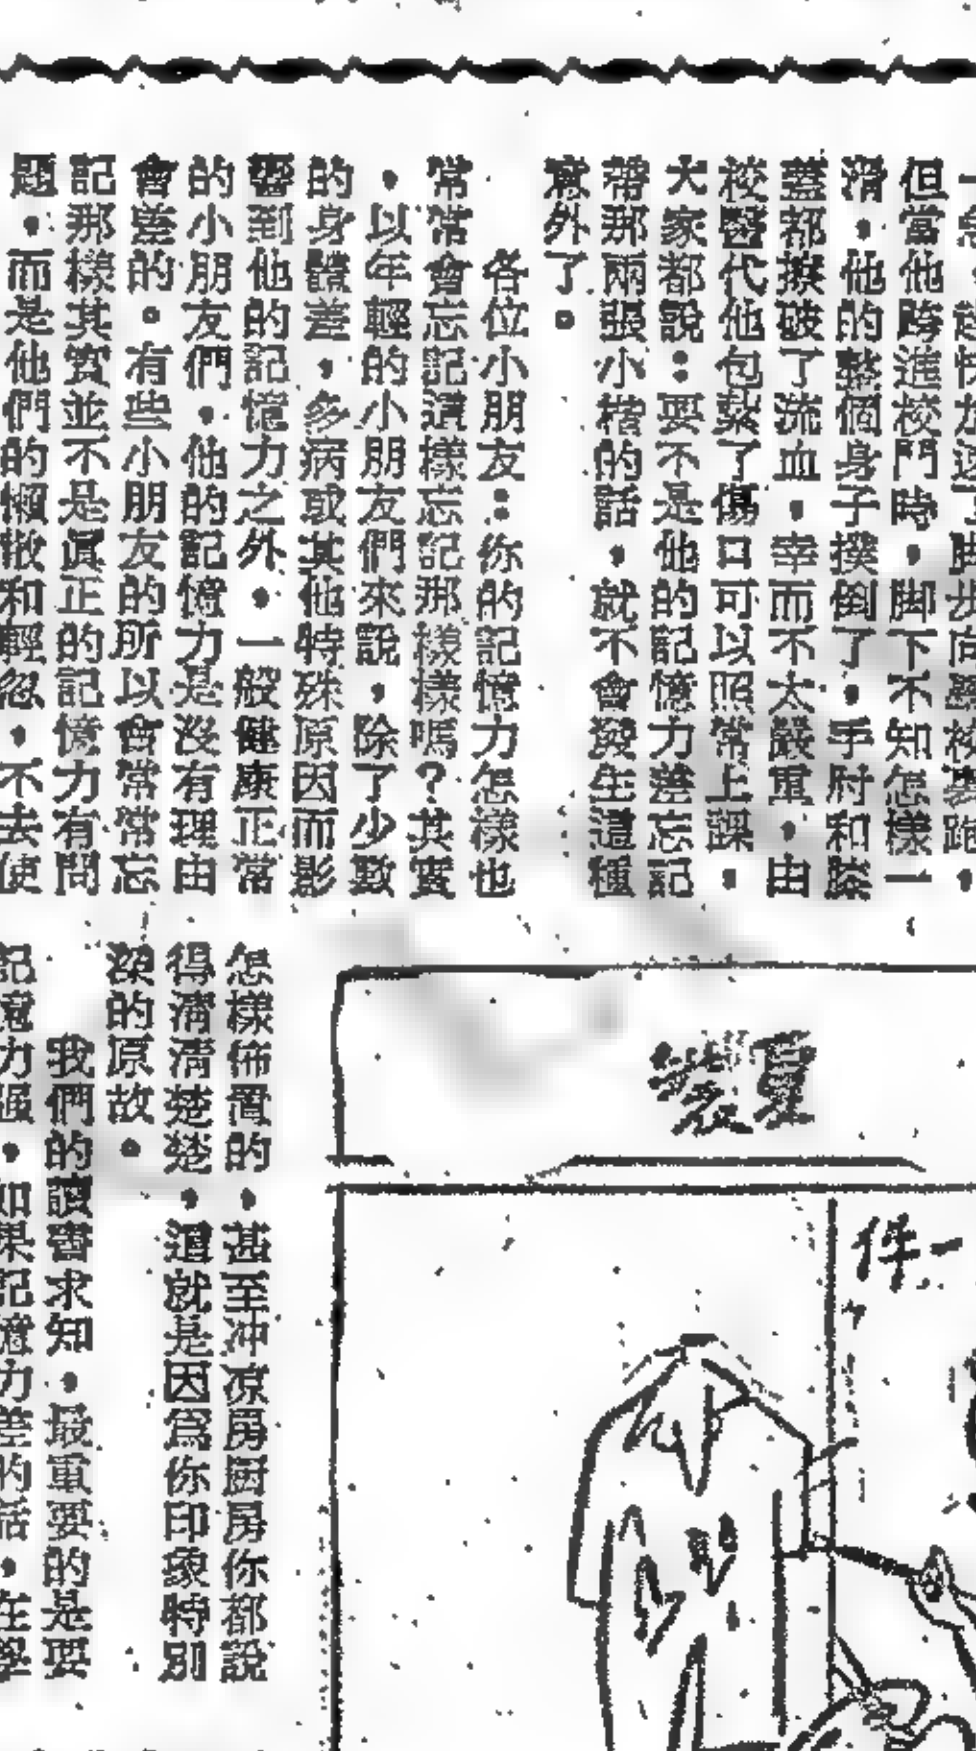 但當他跨進校門時，脚下不知怎樣一
滑，他的整個身子撲倒了，手肘和膝
蓋都擦破了流血，幸而不太嚴重，由
校醫代他包紮了傷口可以照常上課，
大家都說：要不是他的記憶力差忘記
帶那兩張小楷的話，就不會發生這種
意外了。
各位小朋友：你的記憶力怎樣也
常常會忘記這樣忘記那樣樣嗎？其實
，以年輕的小朋友們來說，除了少數
的身體差，多病或其他特殊原因而影
響到他的記憶力之外，一般健康正常
的小朋友們，他的記憶力是沒有理由
會差的。有些小朋友的所以會常常忘
記那樣其實並不是眞正的記憶力有問
題，而是他們的懶散和輕忽，不去使
夏裝
一件
怎樣佈置的，甚至冲凉房厨房你都說
得清清楚楚，這就是因爲你印象特別
深的原故。
我們的讀書求知，最重要的是要
記憶力強，如果記憶力差的話，在學